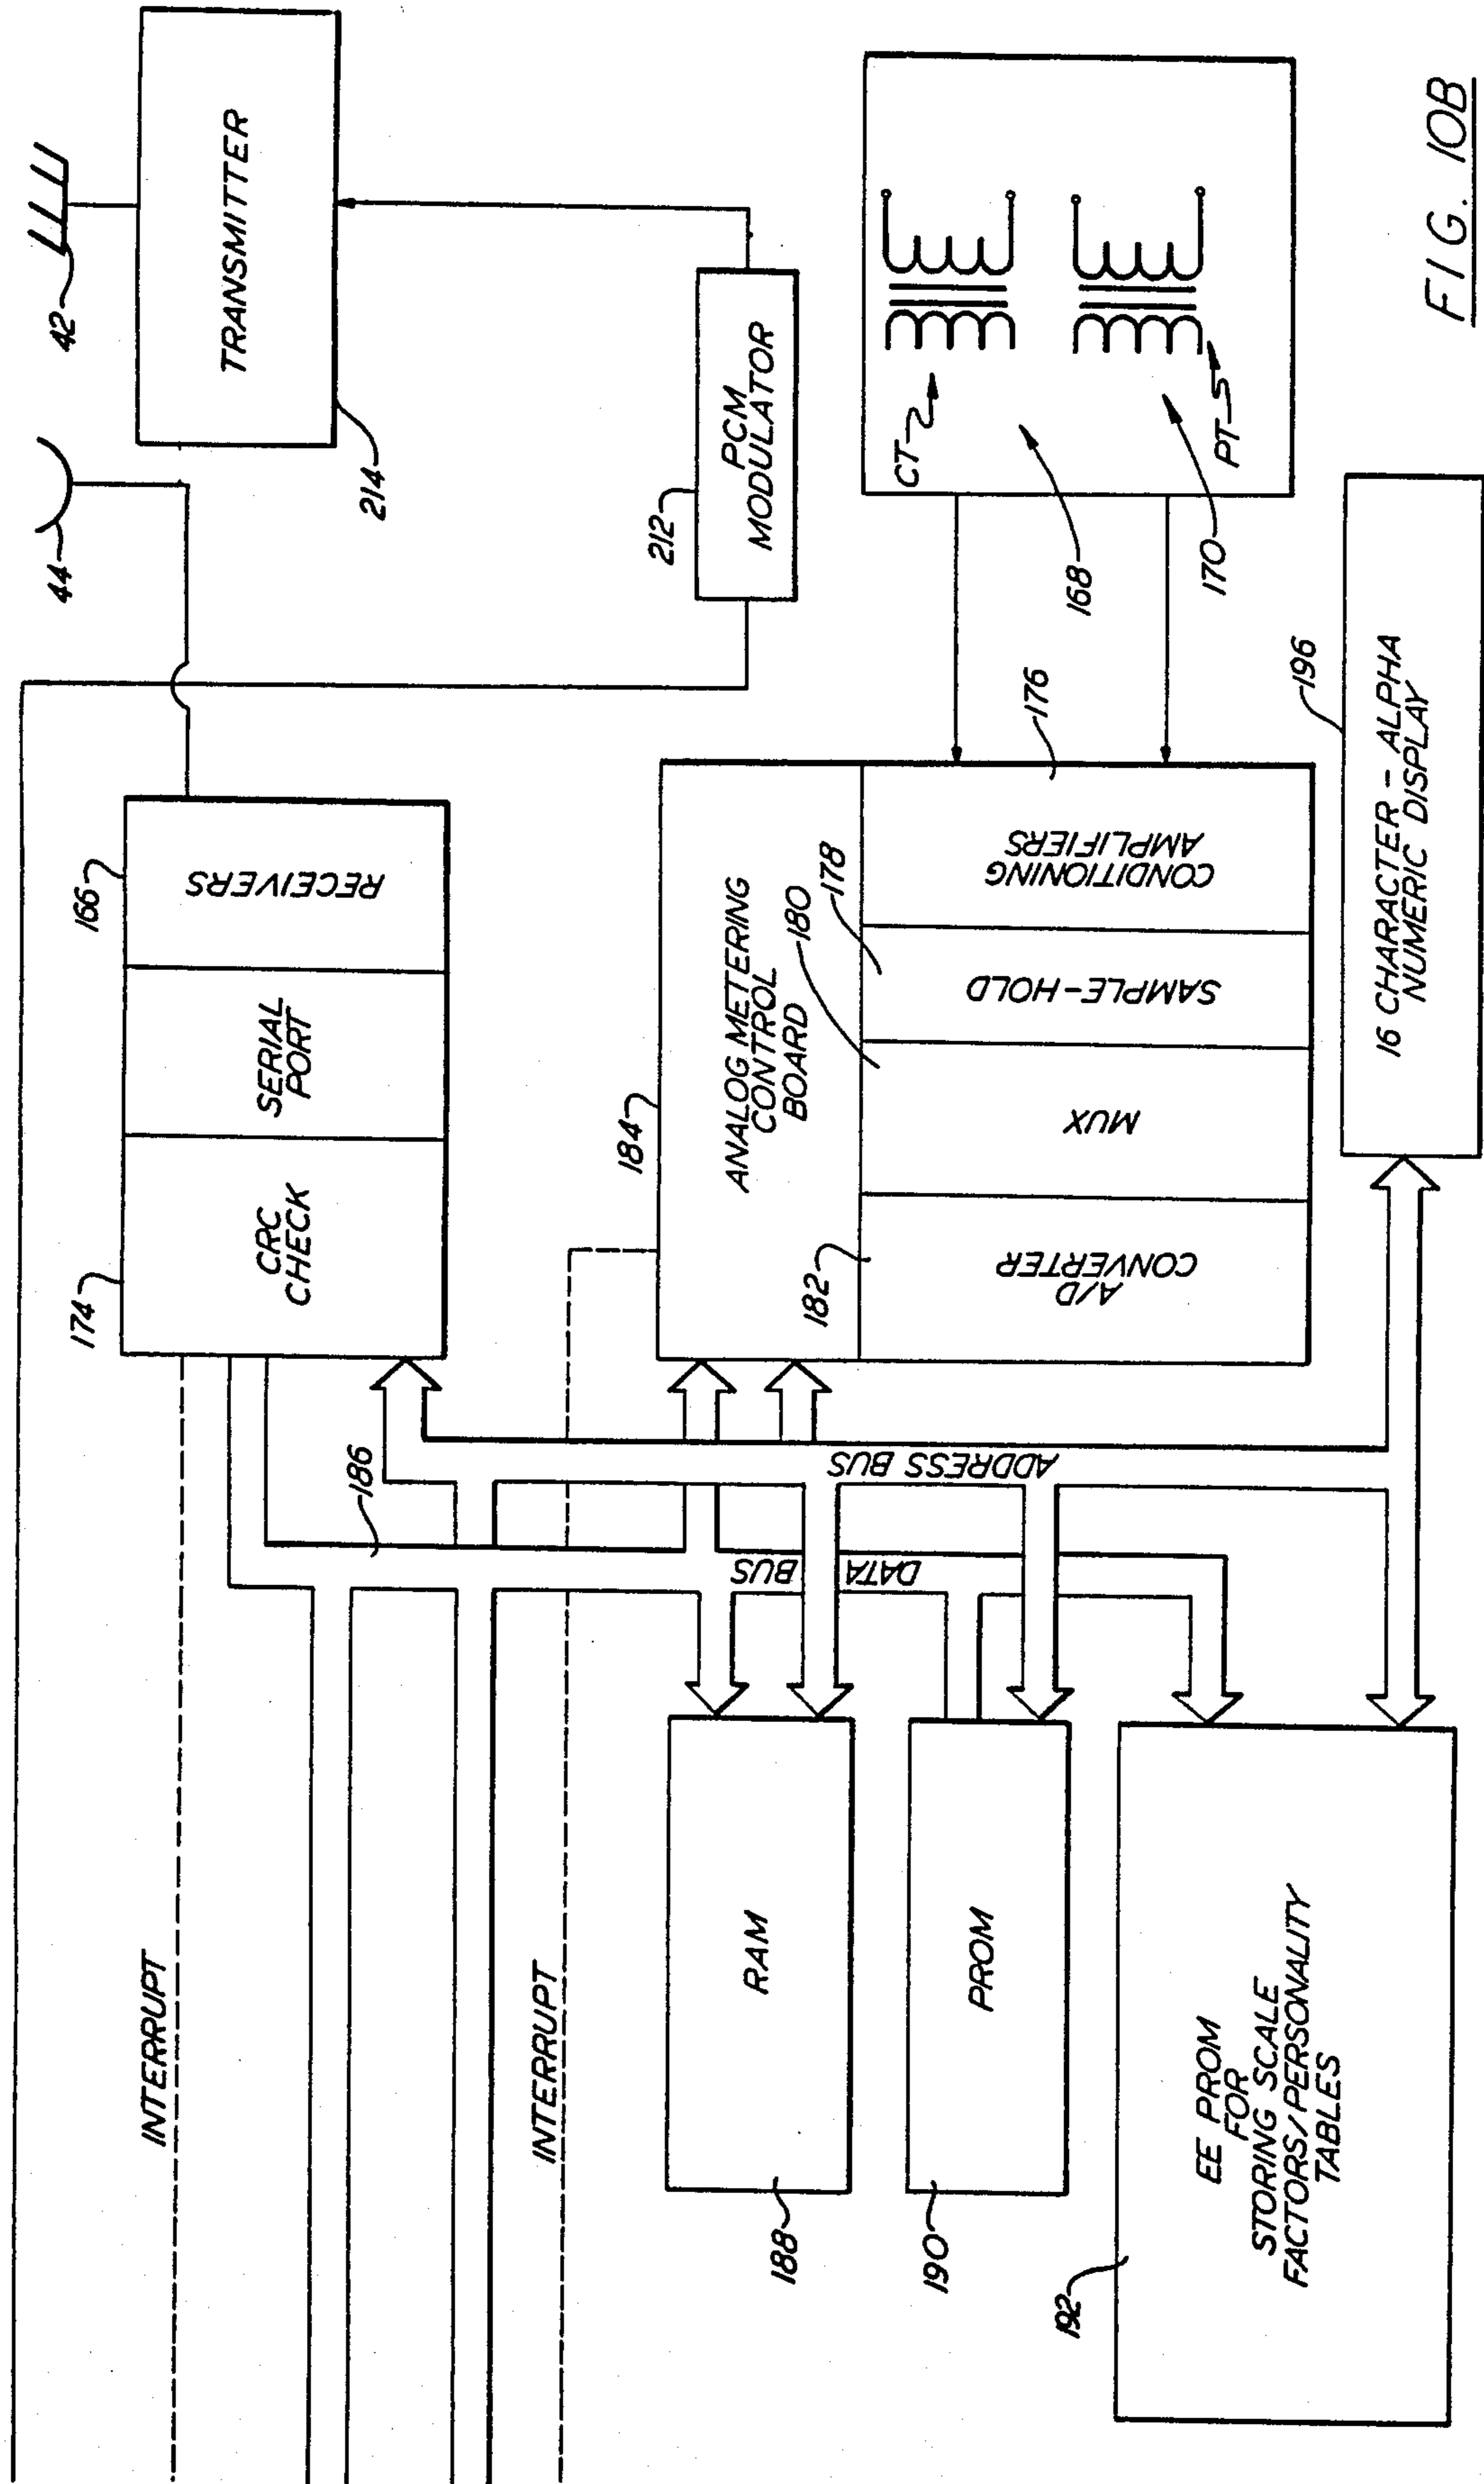 42
44
TRANSMITTER
214
PCM
MODULATOR
212
CT
PT
168
170
166
RECEIVERS
SERIAL
PORT
CRC
CHECK
174
184
ANALOG METERING
CONTROL
BOARD
180
178
176
CONDITIONING
AMPLIFIERS
SAMPLE-HOLD
MUX
A/D
CONVERTER
182
196
16 CHARACTER - ALPHA
NUMERIC DISPLAY
186
ADDRESS BUS
DATA BUS
INTERRUPT
INTERRUPT
RAM
188
PROM
190
EE PROM
FOR
STORING SCALE
FACTORS/PERSONALITY
TABLES
192
FIG. 10B